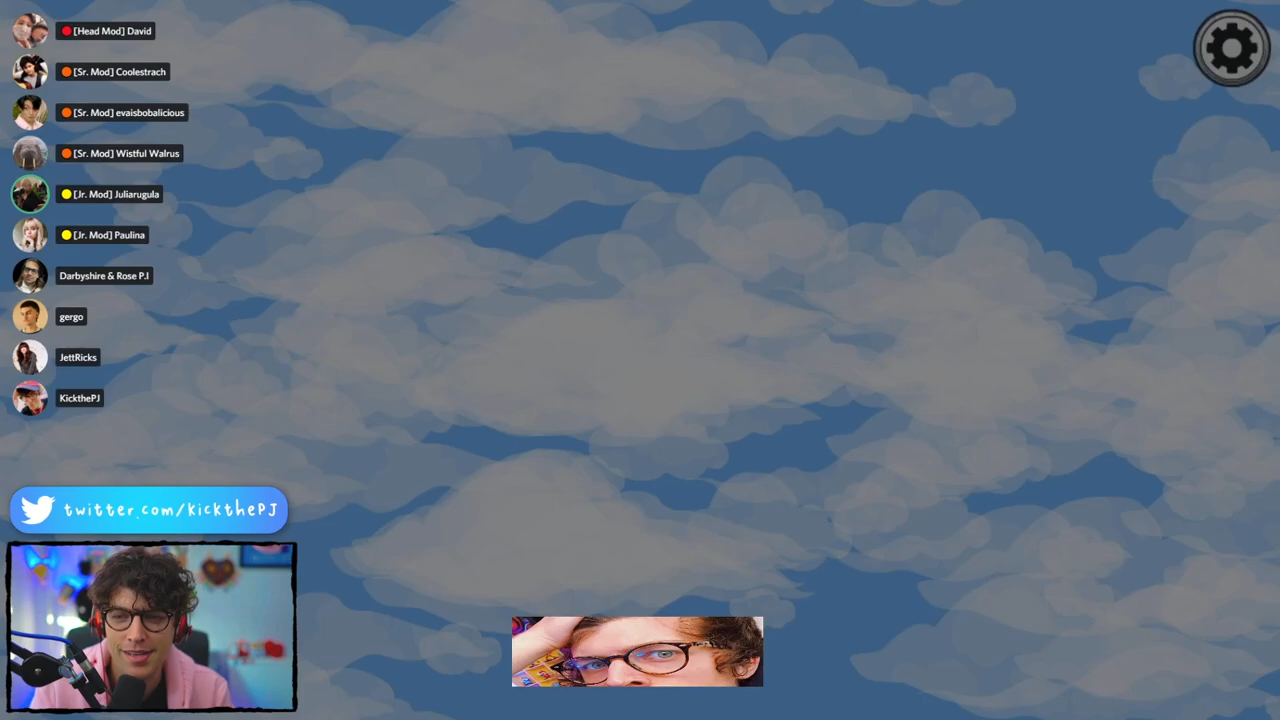 [Head Mod] David
[Sr. Mod] Coolestrach
[Sr. Mod] evaisbobalicious
[Sr. Mod] Wistful Walrus
[Jr. Mod] Juliarugula
[Jr. Mod] Paulina
Darbyshire & Rose P.I
gergo
JettRicks
KickthePJ
twitter.com/kickthePJ